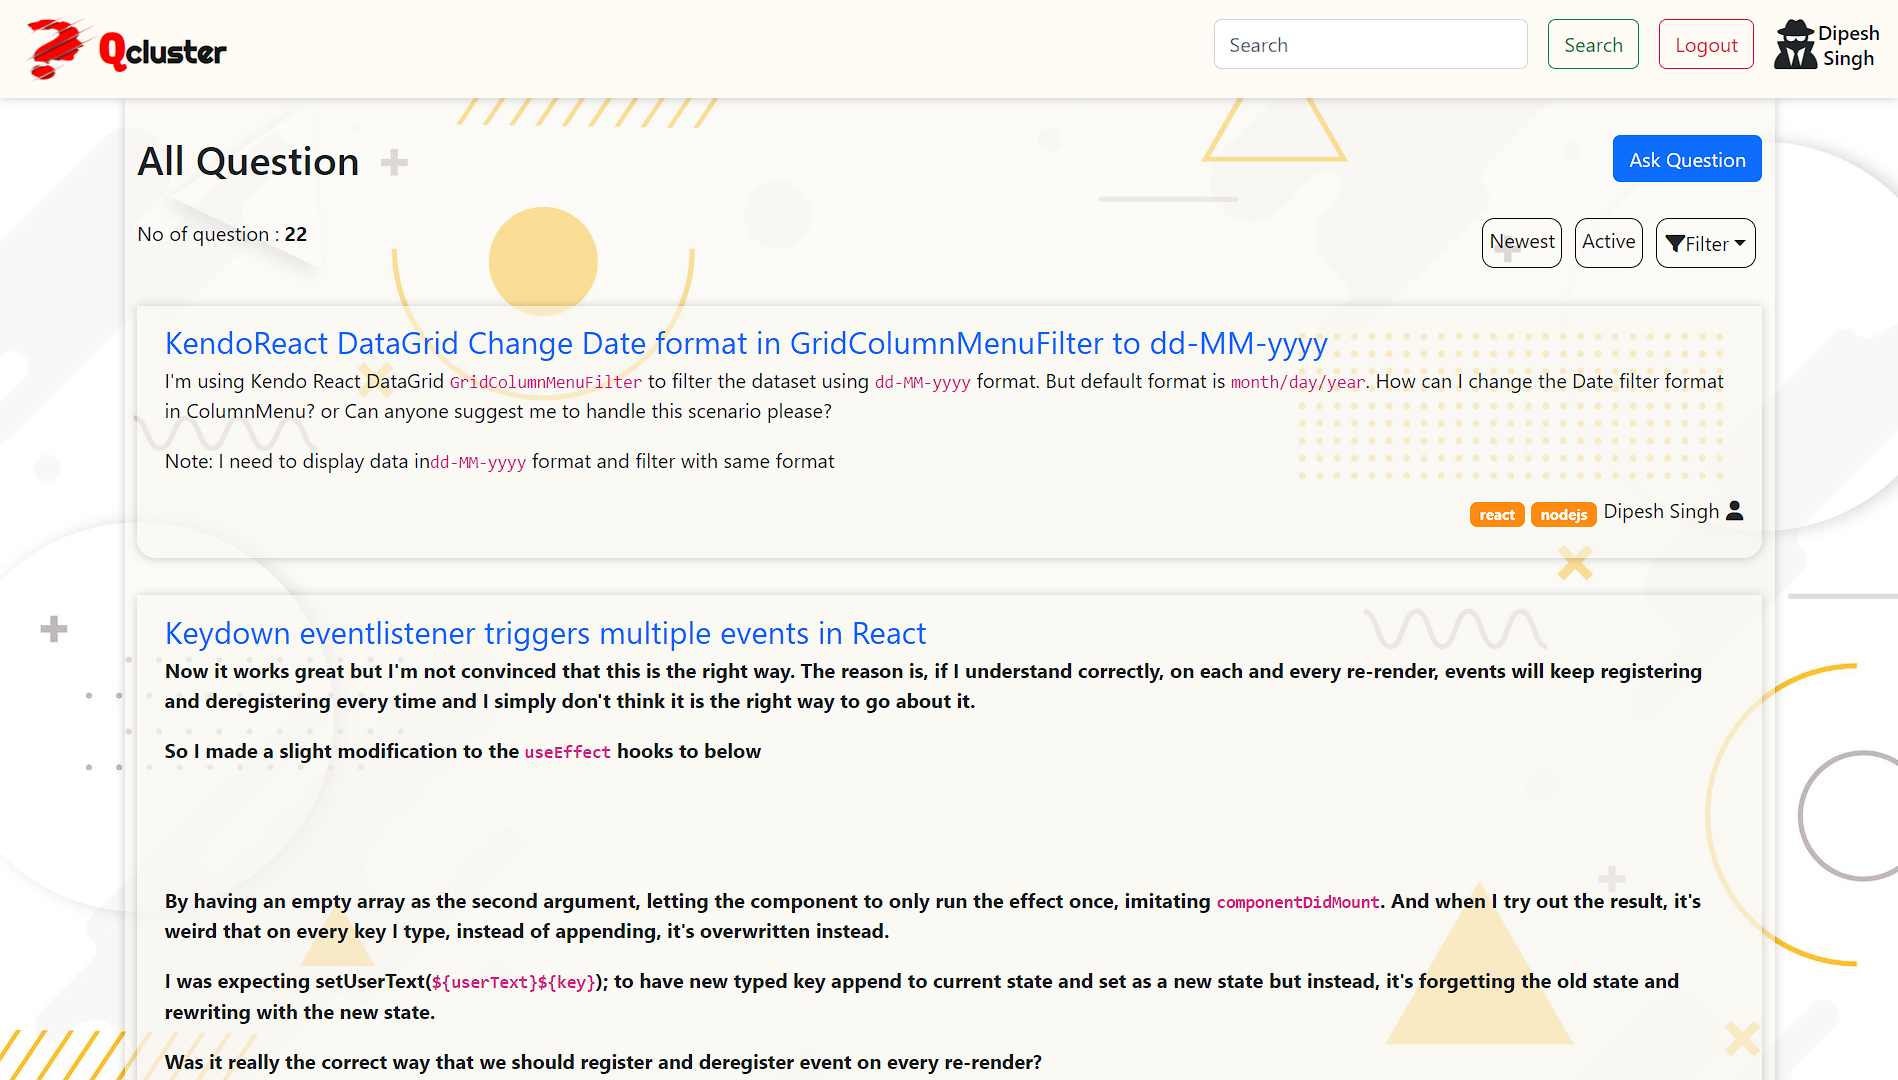 Qcluster
Search
Search
Logout
Dipesh
Singh
All Question
Ask Question
No of question : 22
Newest
Active
Filter
KendoReact DataGrid Change Date format in GridColumnMenuFilter to dd-MM-yyyy
I'm using Kendo React DataGrid GridColumnMenuFilter to filter the dataset using dd-MM-yyyy format. But default format is month/day/year. How can I change the Date filter format
in ColumnMenu? or Can anyone suggest me to handle this scenario please?
Note: I need to display data indd-MM-yyyy format and filter with same format
react nodejs Dipesh Singh
Keydown eventlistener triggers multiple events in React
Now it works great but I'm not convinced that this is the right way. The reason is, if I understand correctly, on each and every re-render, events will keep registering
and deregistering every time and I simply don't think it is the right way to go about it.
So I made a slight modification to the useEffect hooks to below
By having an empty array as the second argument, letting the component to only run the effect once, imitating componentDidMount. And when I try out the result, it's
weird that on every key I type, instead of appending, it's overwritten instead.
I was expecting setUserText(${userText}${key}); to have new typed key append to current state and set as a new state but instead, it's forgetting the old state and
rewriting with the new state.
Was it really the correct way that we should register and deregister event on every re-render?